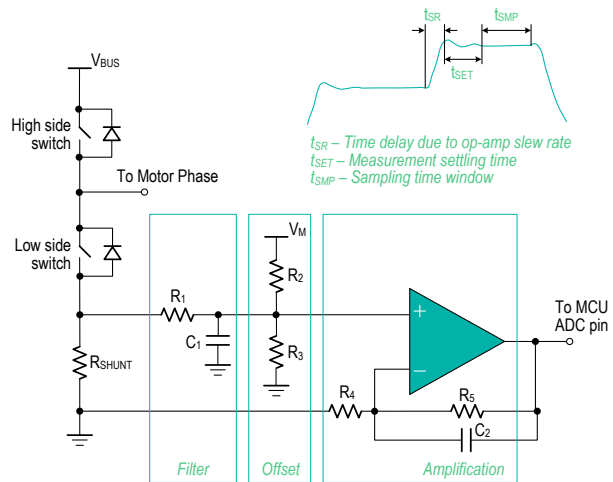 tSR
tSMP
tSET
VBUS
High side
switch
tSR – Time delay due to op-amp slew rate
tSET – Measurement settling time
tSMP – Sampling time window
To Motor Phase
Low side
switch
VM
R1
R2
C1
R3
RSHUNT
+
−
To MCU
ADC pin
R4
R5
C2
Filter
Offset
Amplification